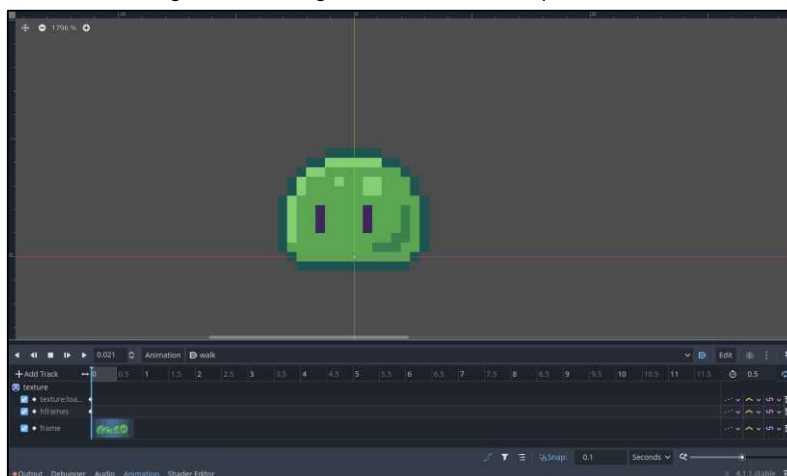 1796 %
0.021 Animation walk Edit
Add Track 0 0.5 1 1.5 2 2.5 3 3.5 4 4.5 5 5.5 6 6.5 7 7.5 8 8.5 9 9.5 10 10.5 11 11.5 0.5
texture
texture:loa...
hframes
frame
Snap: 0.1 Seconds
Output Debugger Audio Animation Shader Editor 4.1.1.stable